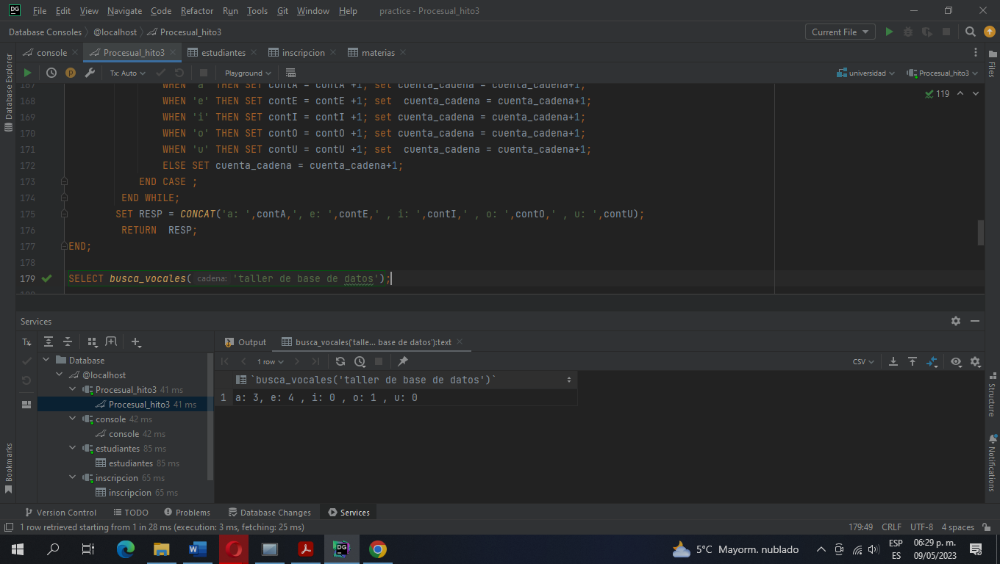 DG File Edit View Navigate Code Refactor Run Tools Git Window Help practice - Procesual_hito3
Database Consoles @localhost Procesual_hito3 Current File
console Procesual_hito3 estudiantes inscripcion materias
Tx: Auto Playground universidad Procesual_hito3
Database Explorer
Files
119
167 WHEN 'a' THEN SET contA = contA +1; set cuenta_cadena = cuenta_cadena+1;
168 WHEN 'e' THEN SET contE = contE +1; set  cuenta_cadena = cuenta_cadena+1;
169 WHEN 'i' THEN SET contI = contI +1; set cuenta_cadena = cuenta_cadena+1;
170 WHEN 'o' THEN SET contO = contO +1; set cuenta_cadena = cuenta_cadena+1;
171 WHEN 'u' THEN SET contU = contU +1; set  cuenta_cadena = cuenta_cadena+1;
172 ELSE SET cuenta_cadena = cuenta_cadena+1;
173 END CASE ;
174 END WHILE;
175 SET RESP = CONCAT('a: ',contA,', e: ',contE,' , i: ',contI,' , o: ',contO,' , u: ',contU);
176 RETURN  RESP;
177 END;
178
179 SELECT busca_vocales( cadena: 'taller de base de datos');
Services
Tx
Output busca_vocales('talle... base de datos'):text
1 row CSV
Database
@localhost
Procesual_hito3 41 ms
Procesual_hito3 41 ms
console 42 ms
console 42 ms
estudiantes 85 ms
estudiantes 85 ms
inscripcion 65 ms
inscripcion 65 ms
`busca_vocales('taller de base de datos')`
1 a: 3, e: 4 , i: 0 , o: 1 , u: 0
Structure
Notifications
Bookmarks
Version Control TODO Problems Database Changes Services
1 row retrieved starting from 1 in 28 ms (execution: 3 ms, fetching: 25 ms) 179:49 CRLF UTF-8 4 spaces
5°C Mayorm. nublado
ESP
ES
06:29 p. m.
09/05/2023